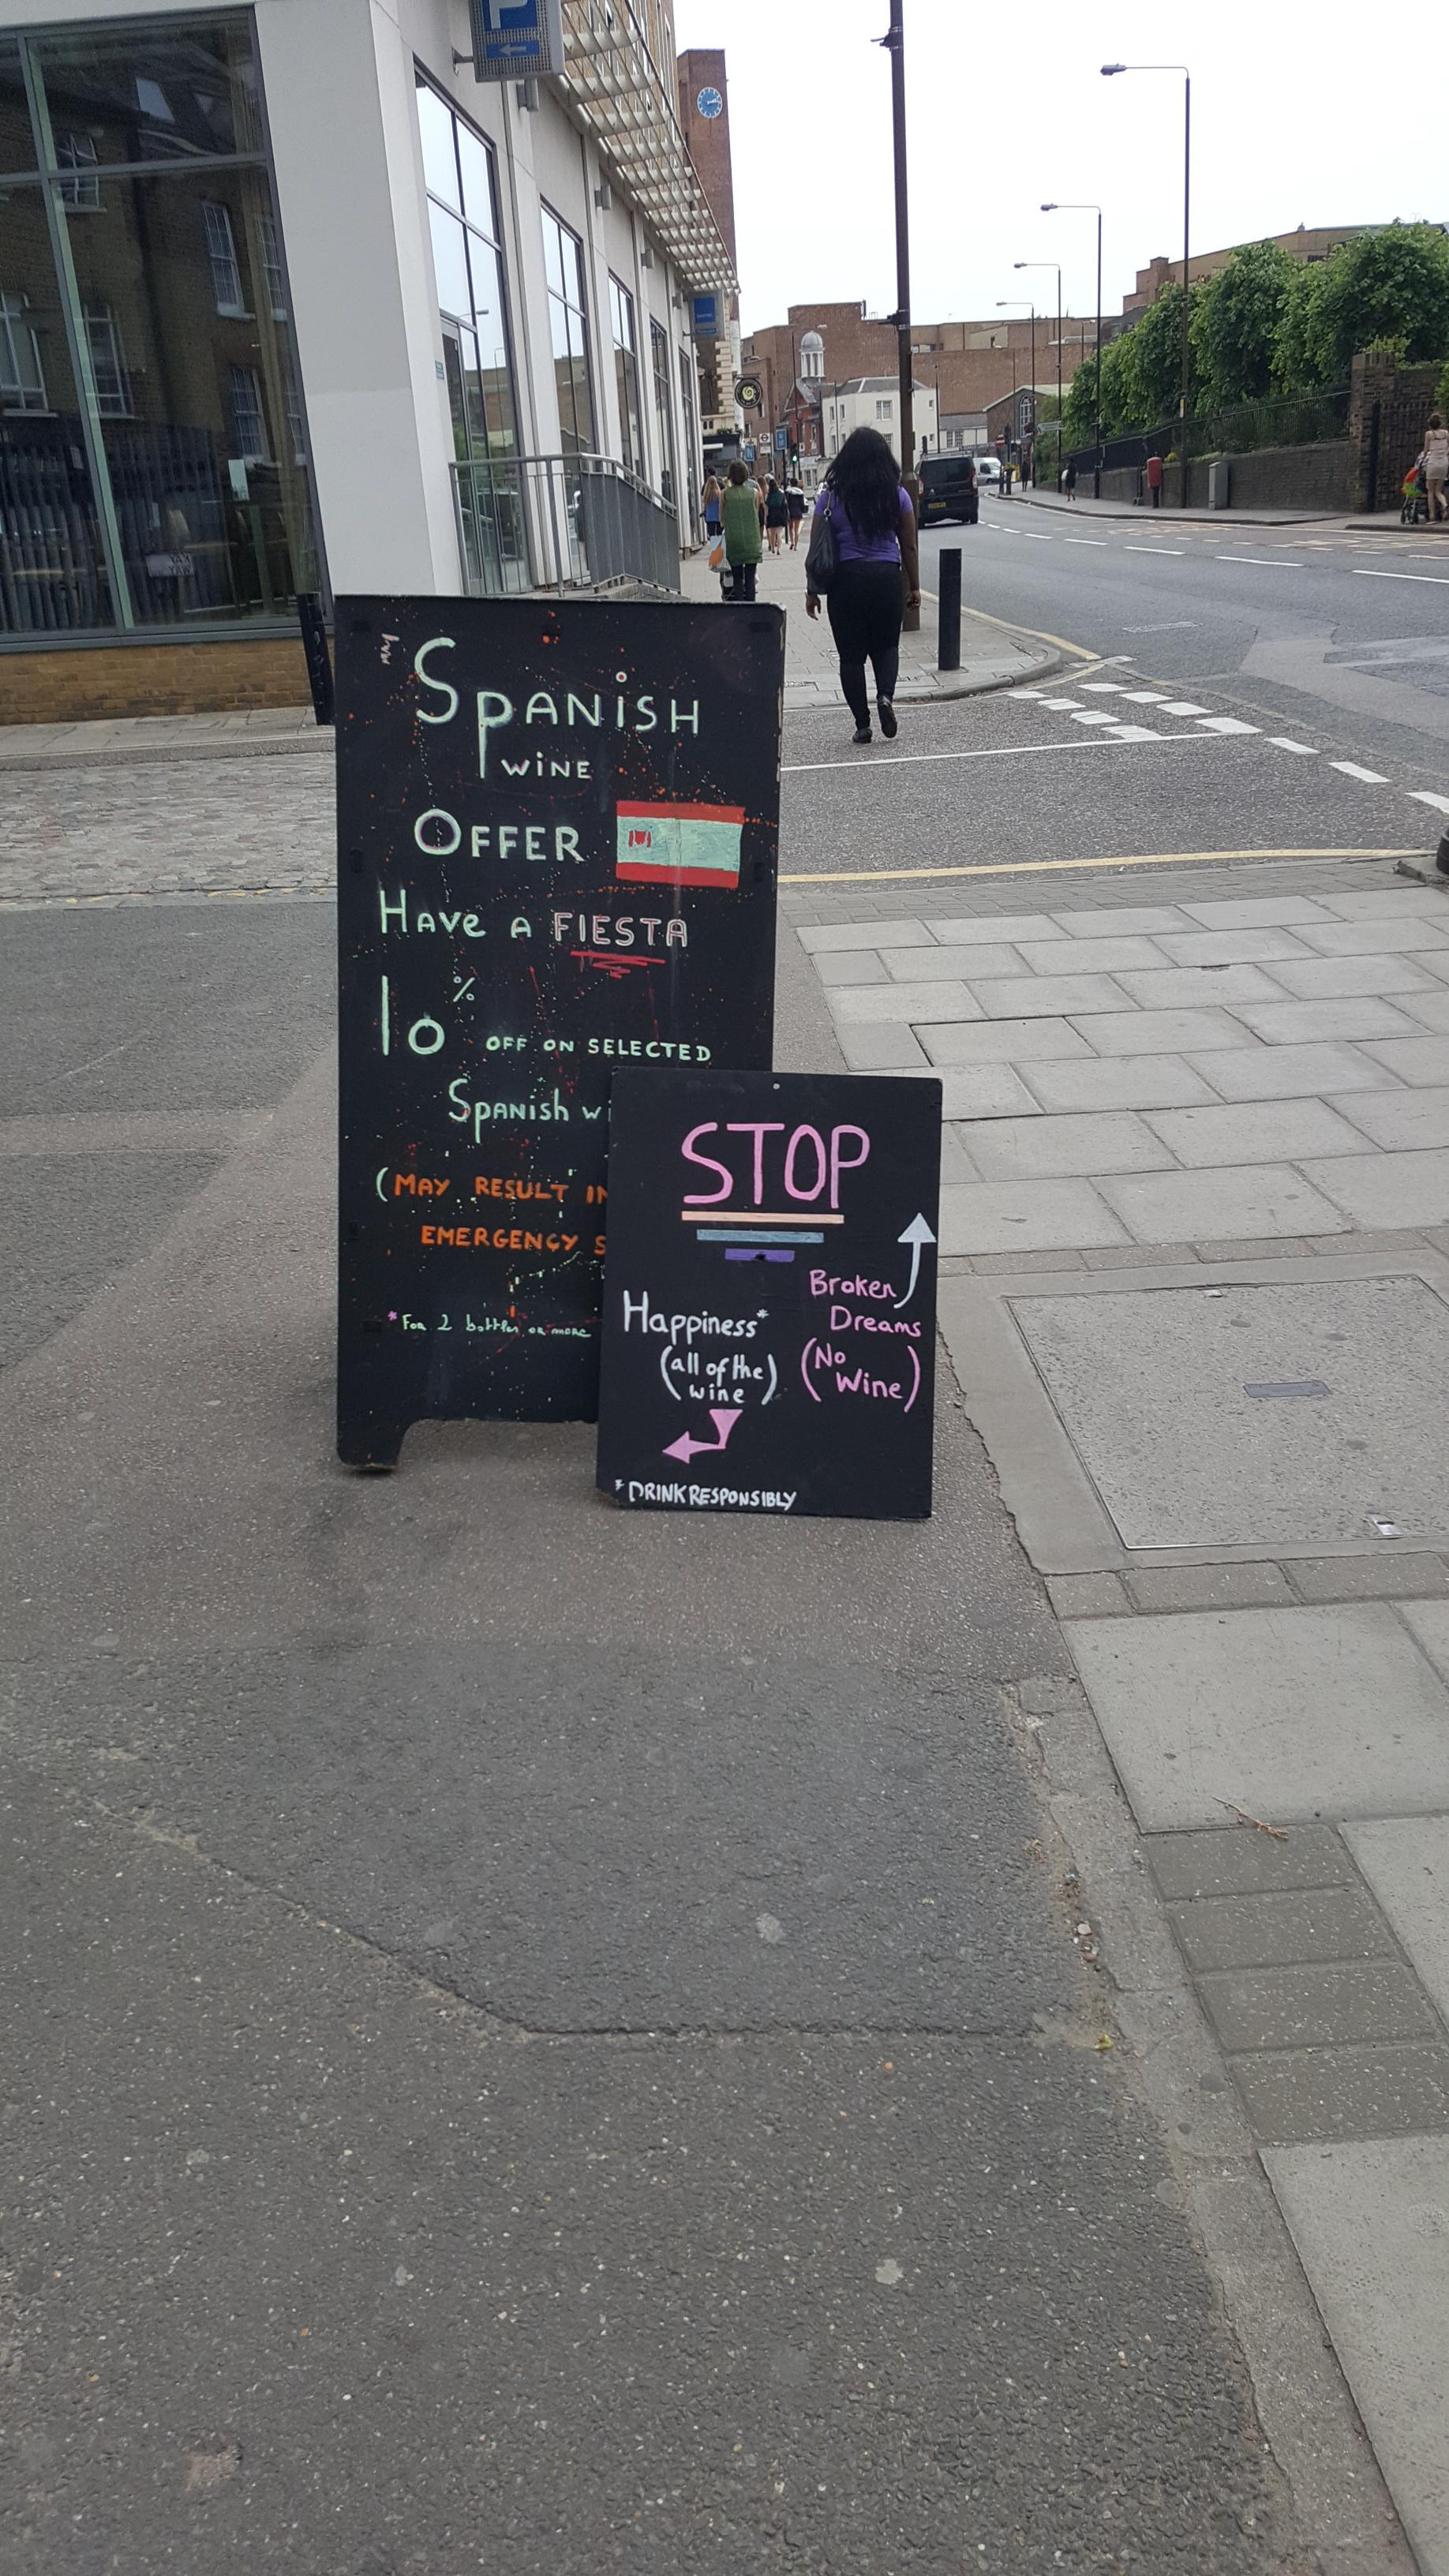 P
SPANiSH
WiNE
OFFER
HAVe A FIESTA
10%
OFF ON SELECTED
SPANiSH
(MAY RESULT
EMERGENCY
*For 2 bottles or more
STOP
Broken
Dreams
(No
Wine)
Happiness*
(all of the
wine)
*DRINK RESPONSIBLY